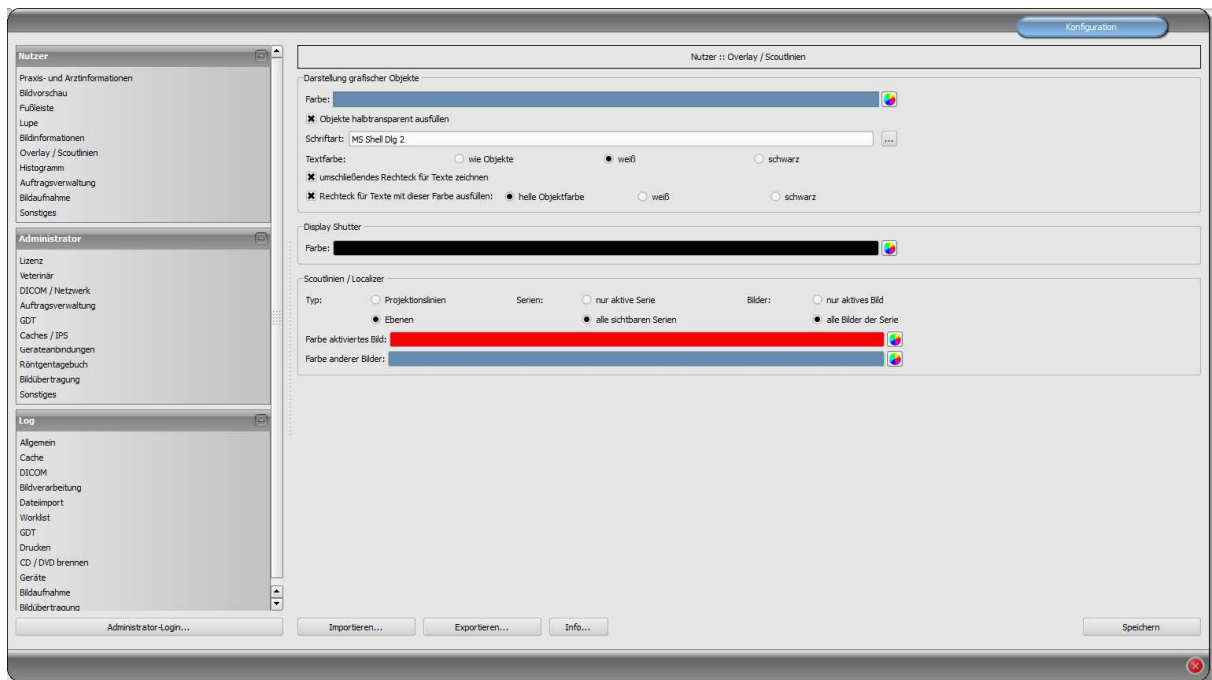 Konfiguration
Nutzer
Praxis- und Arztinformationen
Bildvorschau
Fußleiste
Lupe
Bildinformationen
Overlay / Scoutlinien
Histogramm
Auftragsverwaltung
Bildaufnahme
Sonstiges
Administrator
Lizenz
Veterinär
DICOM / Netzwerk
Auftragsverwaltung
GDT
Caches / IPS
Geräteanbindungen
Röntgentagebuch
Bildübertragung
Sonstiges
Log
Allgemein
Cache
DICOM
Bildverarbeitung
Dateiimport
Worklist
GDT
Drucken
CD / DVD brennen
Geräte
Bildaufnahme
Bildübertragung
Administrator-Login...
Nutzer :: Overlay / Scoutlinien
Darstellung grafischer Objekte
Farbe:
Objekte halbtransparent ausfüllen
Schriftart: MS Shell Dlg 2 ...
Textfarbe: wie Objekte weiß schwarz
umschließendes Rechteck für Texte zeichnen
Rechteck für Texte mit dieser Farbe ausfüllen: helle Objektfarbe weiß schwarz
Display Shutter
Farbe:
Scoutlinien / Localizer
Typ: Projektionslinien Serien: nur aktive Serie Bilder: nur aktives Bild
Ebenen alle sichtbaren Serien alle Bilder der Serie
Farbe aktiviertes Bild:
Farbe anderer Bilder:
Importieren... Exportieren... Info... Speichern